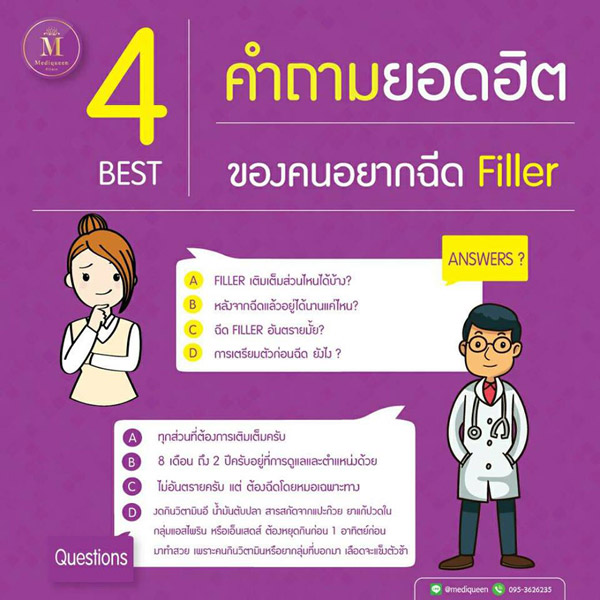 M
Mediqueen
Clinic
4
BEST
คำถามยอดฮิต
ของคนอยากฉีด Filler
ANSWERS ?
A FILLER เติมเต็มส่วนไหนได้บ้าง?
B หลังจากฉีดแล้วอยู่ได้นานแค่ไหน?
C ฉีด FILLER อันตรายมั้ย?
D การเตรียมตัวก่อนฉีด ยังไง ?
A ทุกส่วนที่ต้องการเติมเต็มครับ
B 8 เดือน ถึง 2 ปีครับอยู่ที่การดูแลและตำแหน่งด้วย
C ไม่อันตรายครับ แต่ ต้องฉีดโดยหมอเฉพาะทาง
D งดกินวิตามินอี น้ำมันตับปลา สารสกัดจากแปะก๊วย ยาแก้ปวดใน
กลุ่มแอสไพริน หรือเอ็นเสดส์ ต้องหยุดกินก่อน 1 อาทิตย์ก่อน
มาทำสวย เพราะคนกินวิตามินหรือยากลุ่มที่บอกมา เลือดจะแข็งตัวช้า
Questions
@mediqueen 095-3626235